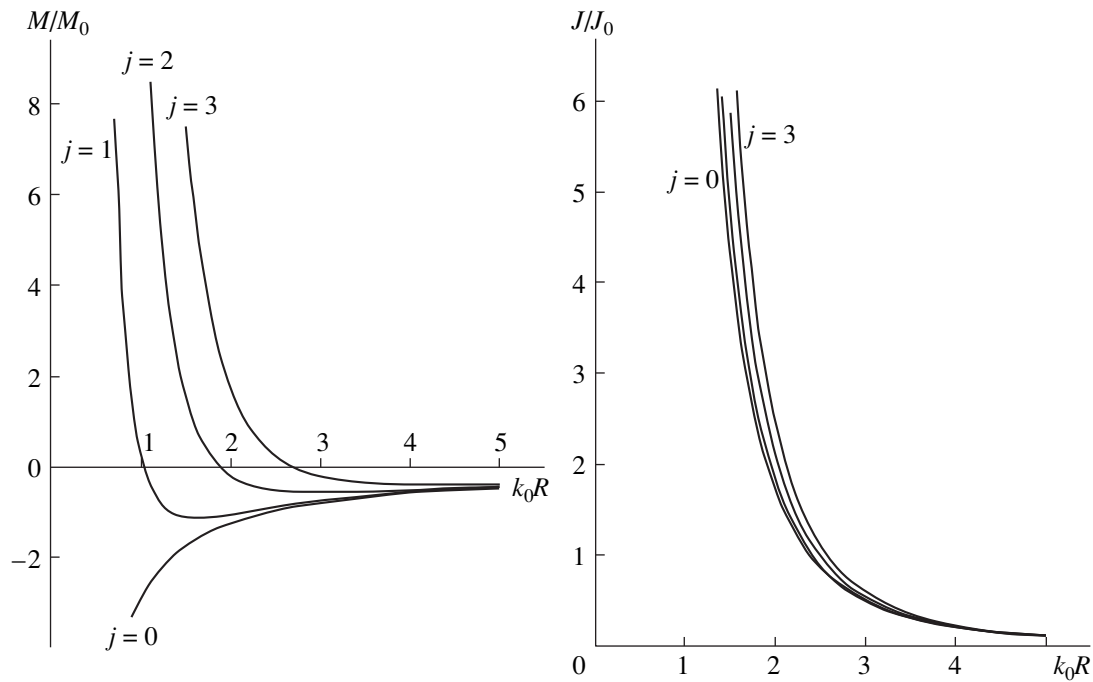 M/M₀
8
6
4
2
0
−2
j = 1
j = 2
j = 3
j = 0
1 2 3 4 5
k₀R
J/J₀
6
5
4
3
2
1
j = 3
j = 0
0 1 2 3 4 k₀R